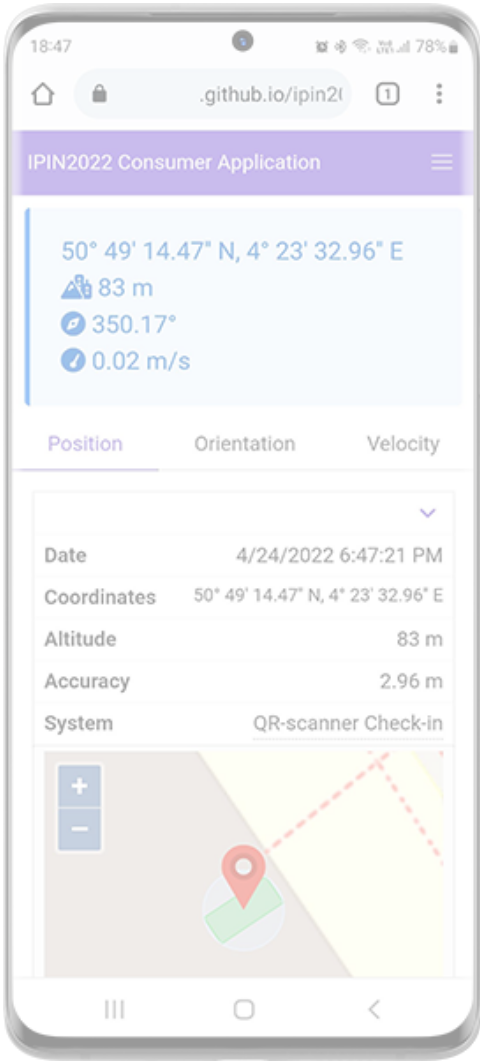 18:47 78%
.github.io/ipin2( 1
IPIN2022 Consumer Application
50° 49' 14.47" N, 4° 23' 32.96" E
83 m
350.17°
0.02 m/s
Position Orientation Velocity
Date 4/24/2022 6:47:21 PM
Coordinates 50° 49' 14.47" N, 4° 23' 32.96" E
Altitude 83 m
Accuracy 2.96 m
System QR-scanner Check-in
+
−